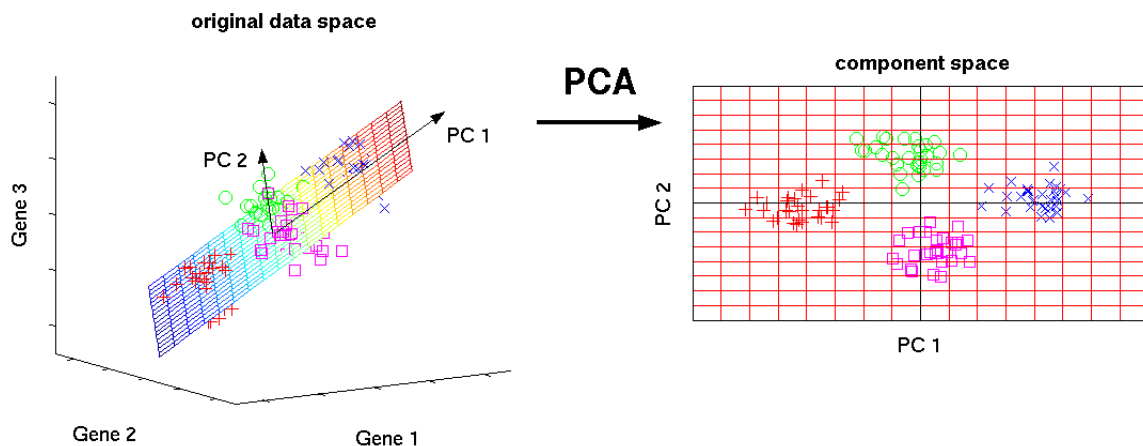 original data space
PC 1
PC 2
Gene 3
Gene 2
Gene 1
PCA
component space
PC 2
PC 1